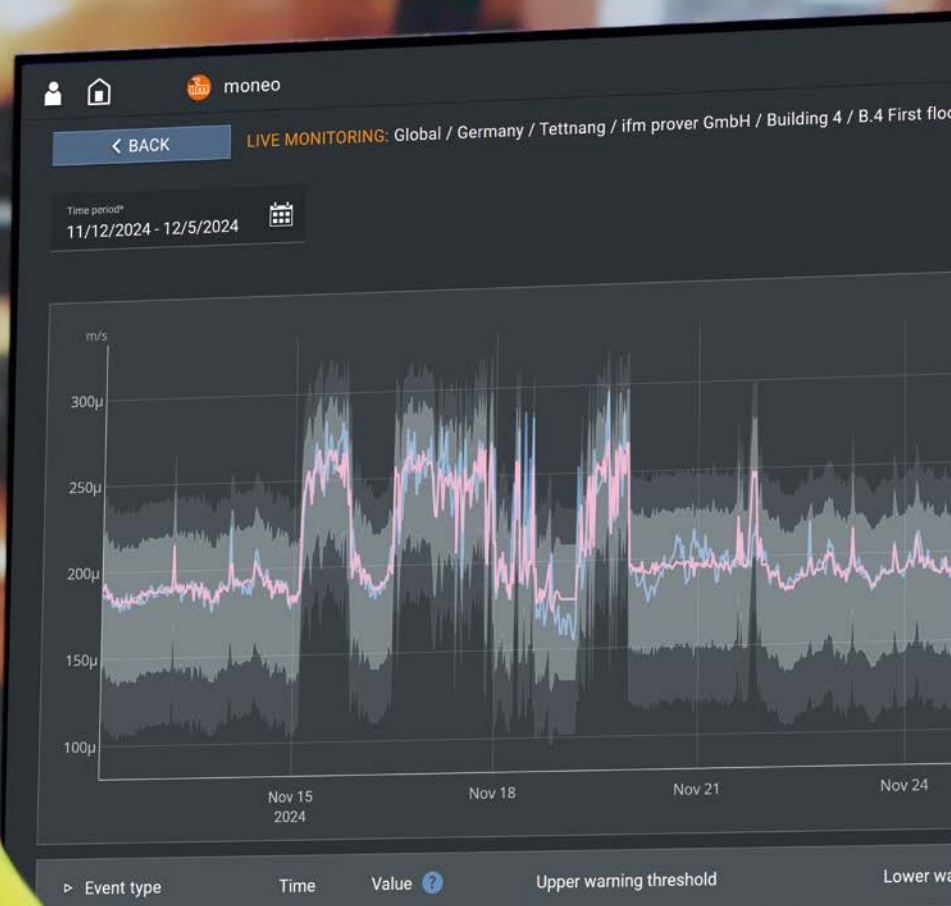 ifm
moneo
< BACK
LIVE MONITORING: Global / Germany / Tettnang / ifm prover GmbH / Building 4 / B.4 First floo
Time period*
11/12/2024 - 12/5/2024
m/s
300µ
250µ
200µ
150µ
100µ
Nov 15
2024
Nov 18
Nov 21
Nov 24
Event type
Time
Value ?
Upper warning threshold
Lower wa